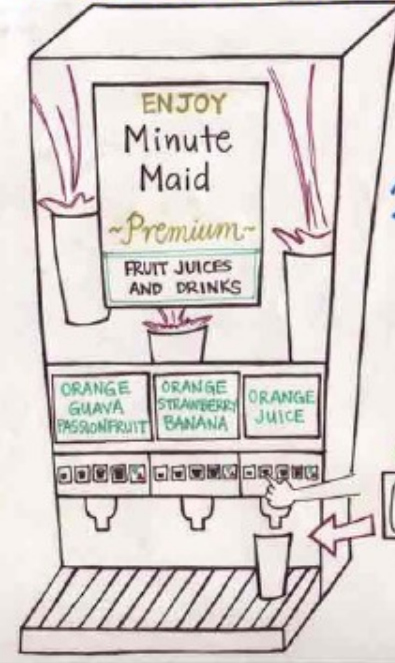 ENJOY
Minute
Maid
~Premium~
FRUIT JUICES
AND DRINKS
ORANGE
GUAVA
PASSIONFRUIT
ORANGE
STRAWBERRY
BANANA
ORANGE
JUICE